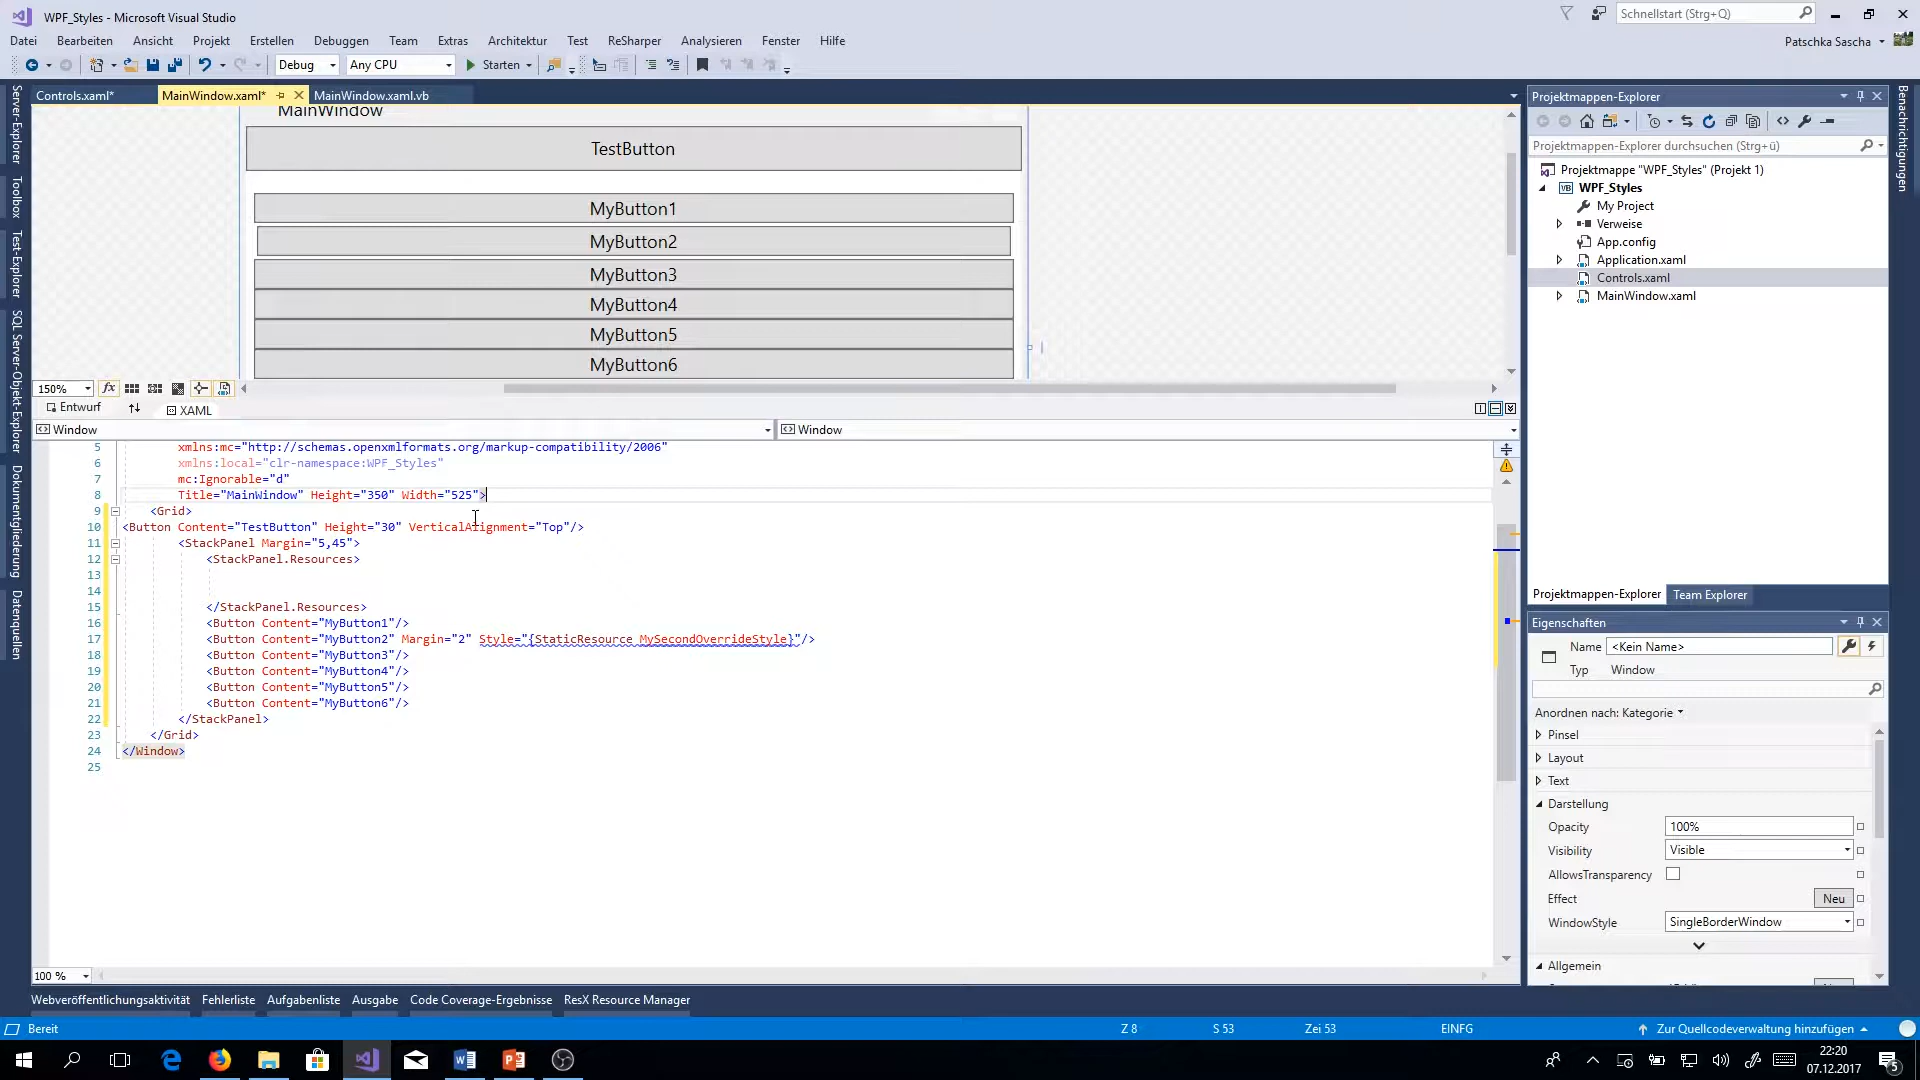 WPF_Styles - Microsoft Visual Studio
Schnellstart (Strg+Q)
Datei Bearbeiten Ansicht Projekt Erstellen Debuggen Team Extras Architektur Test ReSharper Analysieren Fenster Hilfe
Patschka Sascha
Debug Any CPU Starten
Controls.xaml* MainWindow.xaml* MainWindow.xaml.vb
Server-Explorer
Toolbox
Test-Explorer
SQL Server-Objekt-Explorer
Dokumentgliederung
Datenquellen
MainWindow
TestButton
MyButton1
MyButton2
MyButton3
MyButton4
MyButton5
MyButton6
150% fx
Entwurf XAML
Window Window
5 xmlns:mc="http://schemas.openxmlformats.org/markup-compatibility/2006"
6 xmlns:local="clr-namespace:WPF_Styles"
7 mc:Ignorable="d"
8 Title="MainWindow" Height="350" Width="525">
9 <Grid>
10 <Button Content="TestButton" Height="30" VerticalAlignment="Top"/>
11 <StackPanel Margin="5,45">
12 <StackPanel.Resources>
13
14
15 </StackPanel.Resources>
16 <Button Content="MyButton1"/>
17 <Button Content="MyButton2" Margin="2" Style="{StaticResource MySecondOverrideStyle}"/>
18 <Button Content="MyButton3"/>
19 <Button Content="MyButton4"/>
20 <Button Content="MyButton5"/>
21 <Button Content="MyButton6"/>
22 </StackPanel>
23 </Grid>
24 </Window>
25
100 %
Projektmappen-Explorer
Projektmappen-Explorer durchsuchen (Strg+ü)
Projektmappe "WPF_Styles" (Projekt 1)
VB WPF_Styles
My Project
Verweise
App.config
Application.xaml
Controls.xaml
MainWindow.xaml
Projektmappen-Explorer Team Explorer
Eigenschaften
Name <Kein Name>
Typ Window
Anordnen nach: Kategorie
Pinsel
Layout
Text
Darstellung
Opacity 100%
Visibility Visible
AllowsTransparency
Effect Neu
WindowStyle SingleBorderWindow
Allgemein
Benachrichtigungen
Webveröffentlichungsaktivität Fehlerliste Aufgabenliste Ausgabe Code Coverage-Ergebnisse ResX Resource Manager
Bereit Z 8 S 53 Zei 53 EINFG Zur Quellcodeverwaltung hinzufügen
22:20
07.12.2017
5